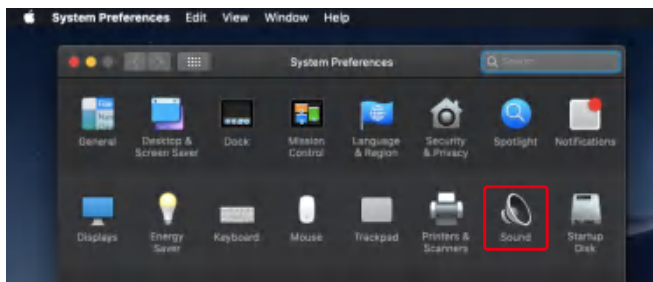 System Preferences Edit View Window Help
System Preferences
Search
General
Desktop &
Screen Saver
Dock
Mission
Control
Language
& Region
Security
& Privacy
Spotlight
Notifications
Displays
Energy
Saver
Keyboard
Mouse
Trackpad
Printers &
Scanners
Sound
Startup
Disk